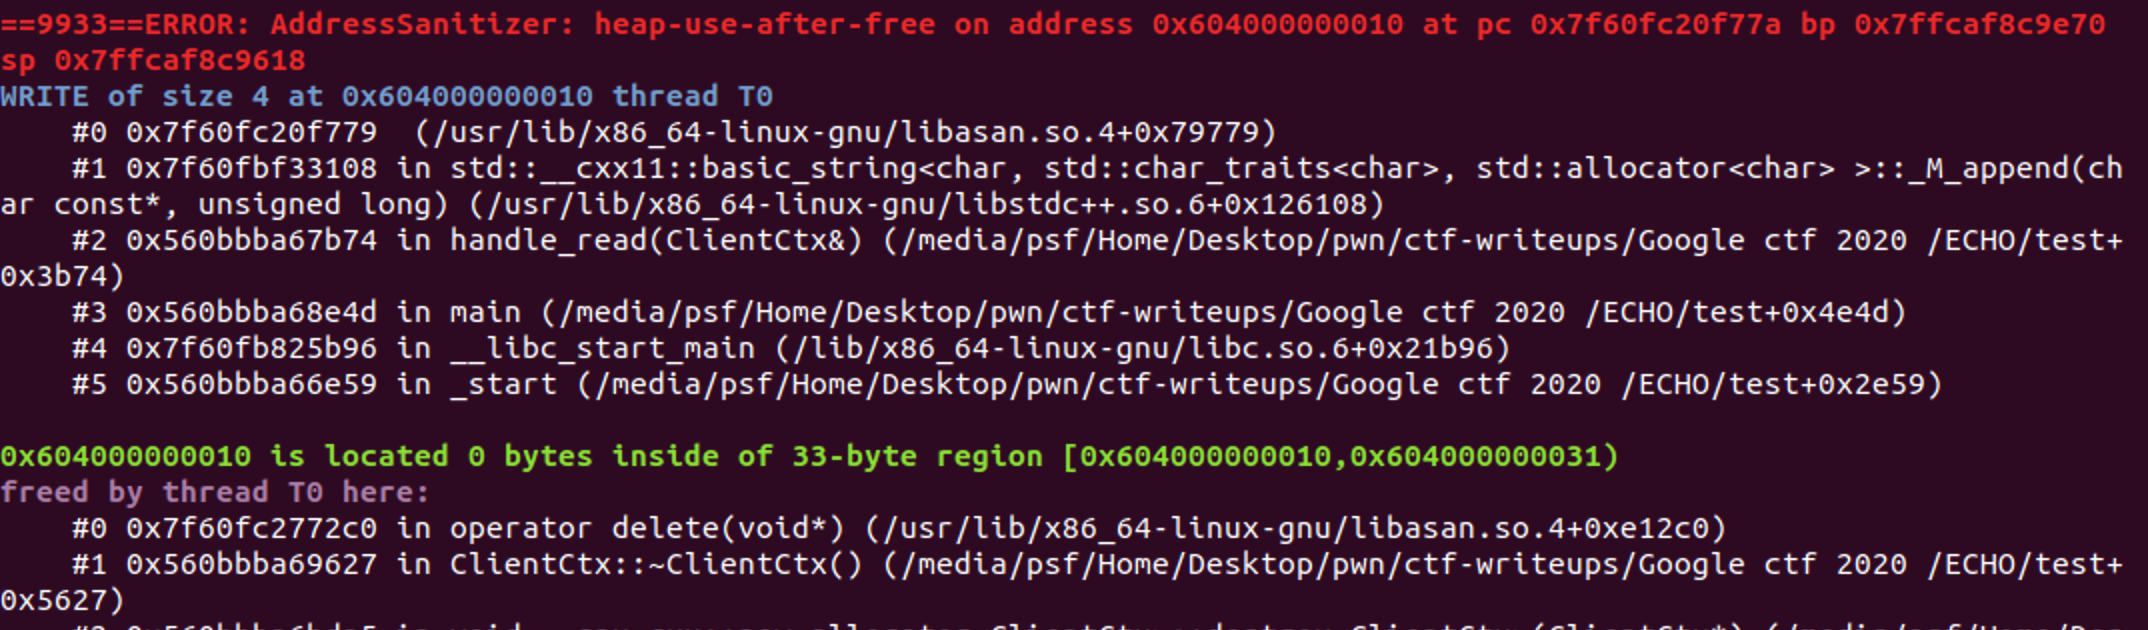 ==9933==ERROR: AddressSanitizer: heap-use-after-free on address 0x604000000010 at pc 0x7f60fc20f77a bp 0x7ffcaf8c9e70
sp 0x7ffcaf8c9618
WRITE of size 4 at 0x604000000010 thread T0
    #0 0x7f60fc20f779  (/usr/lib/x86_64-linux-gnu/libasan.so.4+0x79779)
    #1 0x7f60fbf33108 in std::__cxx11::basic_string<char, std::char_traits<char>, std::allocator<char> >::_M_append(ch
ar const*, unsigned long) (/usr/lib/x86_64-linux-gnu/libstdc++.so.6+0x126108)
    #2 0x560bbba67b74 in handle_read(ClientCtx&) (/media/psf/Home/Desktop/pwn/ctf-writeups/Google ctf 2020 /ECHO/test+
0x3b74)
    #3 0x560bbba68e4d in main (/media/psf/Home/Desktop/pwn/ctf-writeups/Google ctf 2020 /ECHO/test+0x4e4d)
    #4 0x7f60fb825b96 in __libc_start_main (/lib/x86_64-linux-gnu/libc.so.6+0x21b96)
    #5 0x560bbba66e59 in _start (/media/psf/Home/Desktop/pwn/ctf-writeups/Google ctf 2020 /ECHO/test+0x2e59)

0x604000000010 is located 0 bytes inside of 33-byte region [0x604000000010,0x604000000031)
freed by thread T0 here:
    #0 0x7f60fc2772c0 in operator delete(void*) (/usr/lib/x86_64-linux-gnu/libasan.so.4+0xe12c0)
    #1 0x560bbba69627 in ClientCtx::~ClientCtx() (/media/psf/Home/Desktop/pwn/ctf-writeups/Google ctf 2020 /ECHO/test+
0x5627)